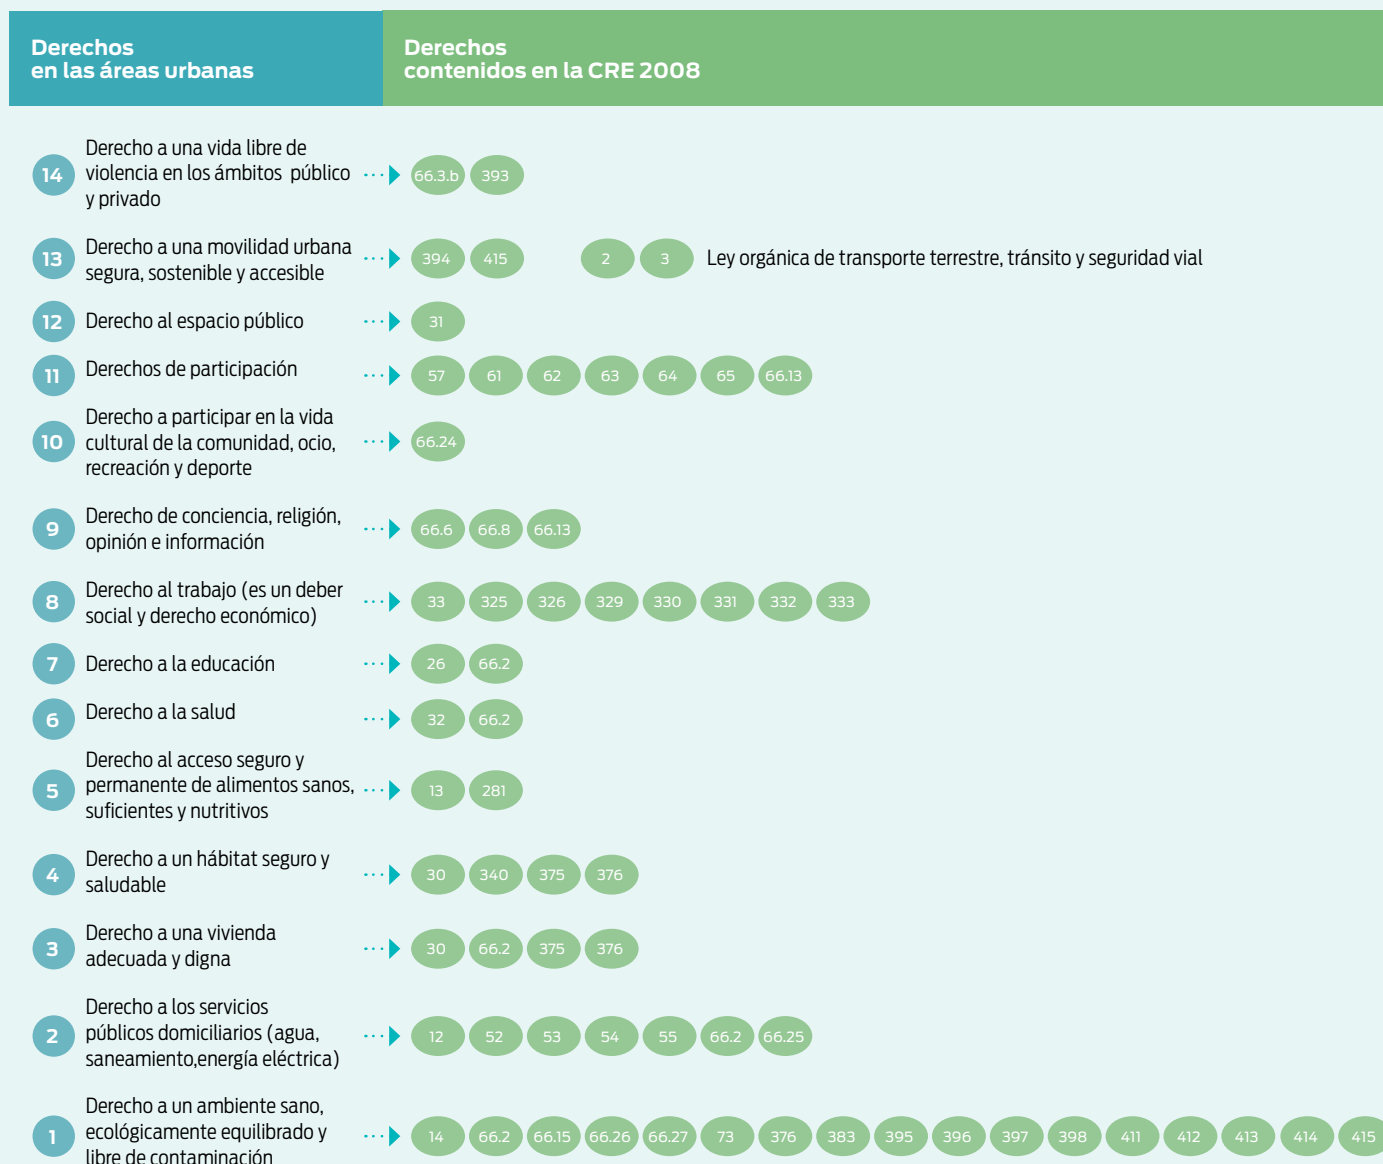 Derechos
en las áreas urbanas
Derechos
contenidos en la CRE 2008
14
Derecho a una vida libre de
violencia en los ámbitos público
y privado
66.3.b 393
13
Derecho a una movilidad urbana
segura, sostenible y accesible
394 415 2 3 Ley orgánica de transporte terrestre, tránsito y seguridad vial
12 Derecho al espacio público 31
11 Derechos de participación 57 61 62 63 64 65 66.13
10
Derecho a participar en la vida
cultural de la comunidad, ocio,
recreación y deporte
66.24
9
Derecho de conciencia, religión,
opinión e información
66.6 66.8 66.13
8
Derecho al trabajo (es un deber
social y derecho económico)
33 325 326 329 330 331 332 333
7 Derecho a la educación 26 66.2
6 Derecho a la salud 32 66.2
5
Derecho al acceso seguro y
permanente de alimentos sanos,
suficientes y nutritivos
13 281
4
Derecho a un hábitat seguro y
saludable
30 340 375 376
3
Derecho a una vivienda
adecuada y digna
30 66.2 375 376
2
Derecho a los servicios
públicos domiciliarios (agua,
saneamiento,energía eléctrica)
12 52 53 54 55 66.2 66.25
1
Derecho a un ambiente sano,
ecológicamente equilibrado y
libre de contaminación
14 66.2 66.15 66.26 66.27 73 376 383 395 396 397 398 411 412 413 414 415